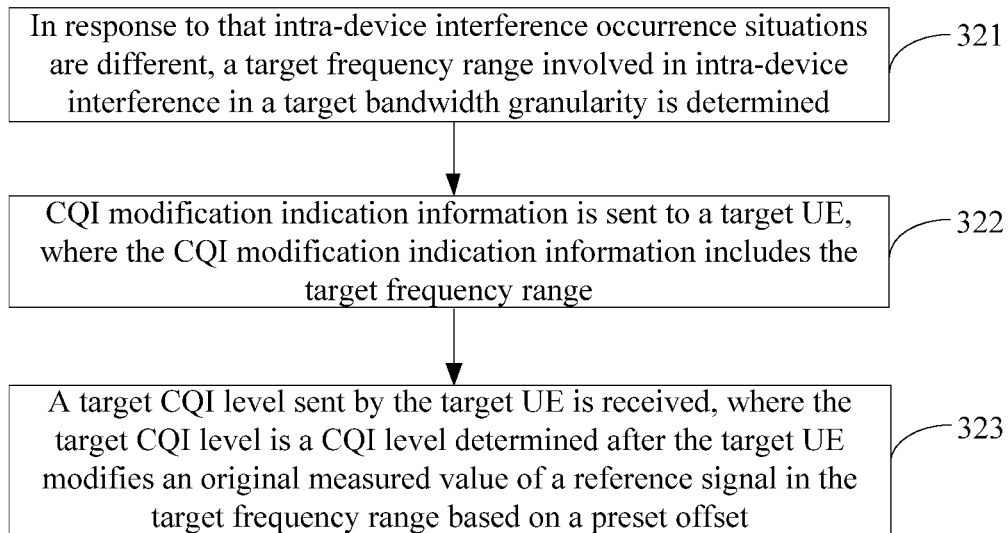 In response to that intra-device interference occurrence situations
are different, a target frequency range involved in intra-device
interference in a target bandwidth granularity is determined
321
CQI modification indication information is sent to a target UE,
where the CQI modification indication information includes the
target frequency range
322
A target CQI level sent by the target UE is received, where the
target CQI level is a CQI level determined after the target UE
modifies an original measured value of a reference signal in the
target frequency range based on a preset offset
323